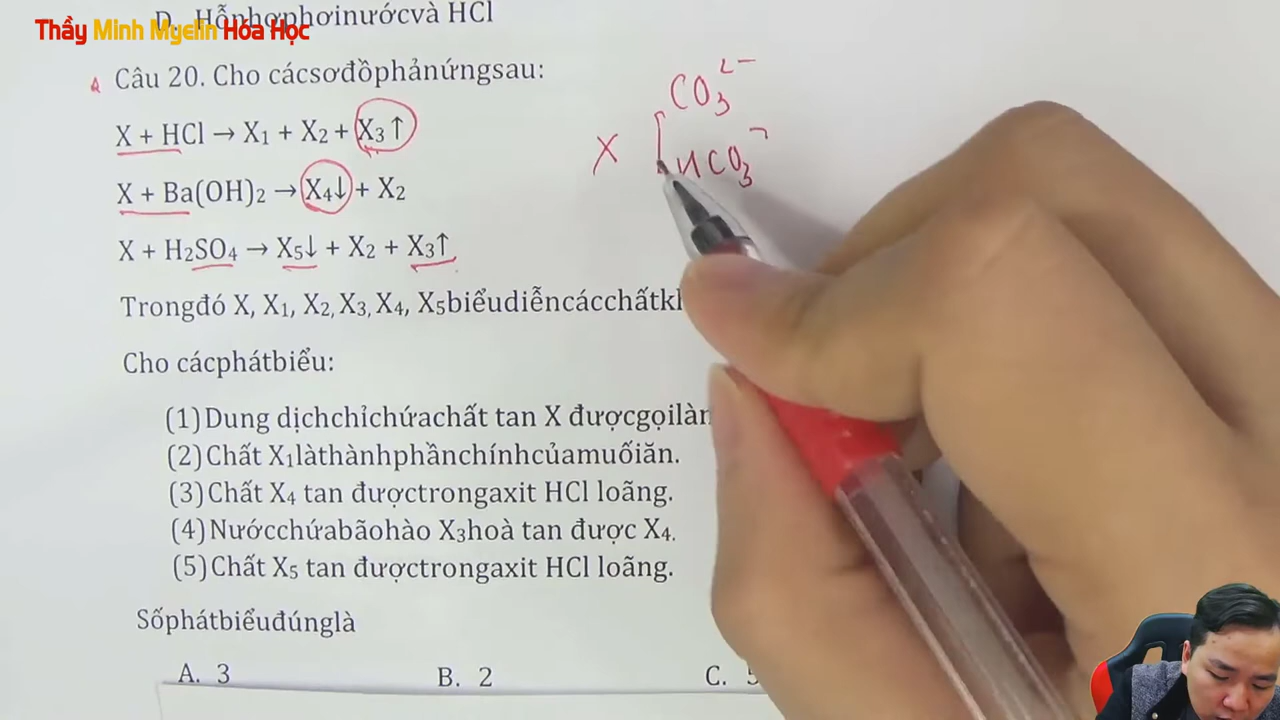 D. Hỗnhợphơinướcvà HCl
Thầy Minh Myelin Hóa Học
Câu 20. Cho cácsơđồphảnứngsau:
X + HCl → X₁ + X₂ + X₃↑
X + Ba(OH)₂ → X₄↓ + X₂
X + H₂SO₄ → X₅↓ + X₂ + X₃↑
Trongđó X, X₁, X₂, X₃, X₄, X₅biểudiễncácchấtkh
Cho cácphátbiểu:
(1)Dung dịchchỉchứachất tan X đượcgọilàn
(2)Chất X₁làthànhphầnchínhcủamuốiăn.
(3)Chất X₄ tan đượctrongaxit HCl loãng.
(4)Nướcchứabãohào X₃hoà tan được X₄.
(5)Chất X₅ tan đượctrongaxit HCl loãng.
Sốphátbiểuđúnglà
A. 3 B. 2 C. 5
X
CO₃²⁻
HCO₃⁻